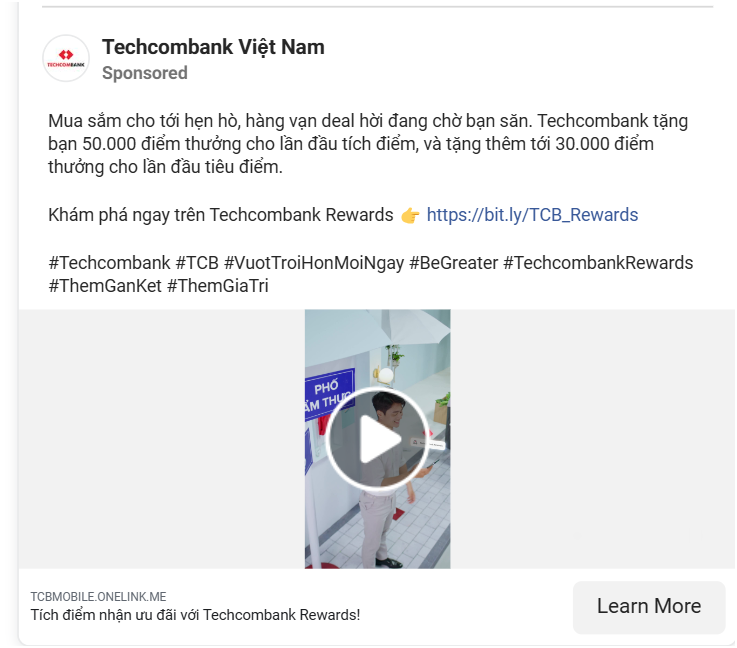 Techcombank Việt Nam
TECHCOMBANK
Sponsored
Mua sắm cho tới hẹn hò, hàng vạn deal hời đang chờ bạn săn. Techcombank tặng
bạn 50.000 điểm thưởng cho lần đầu tích điểm, và tặng thêm tới 30.000 điểm
thưởng cho lần đầu tiêu điểm.
Khám phá ngay trên Techcombank Rewards 👉 https://bit.ly/TCB_Rewards
#Techcombank #TCB #VuotTroiHonMoiNgay #BeGreater #TechcombankRewards
#ThemGanKet #ThemGiaTri
PHỐ
ẨM THỰC
TCBMOBILE.ONELINK.ME
Tích điểm nhận ưu đãi với Techcombank Rewards!
Learn More